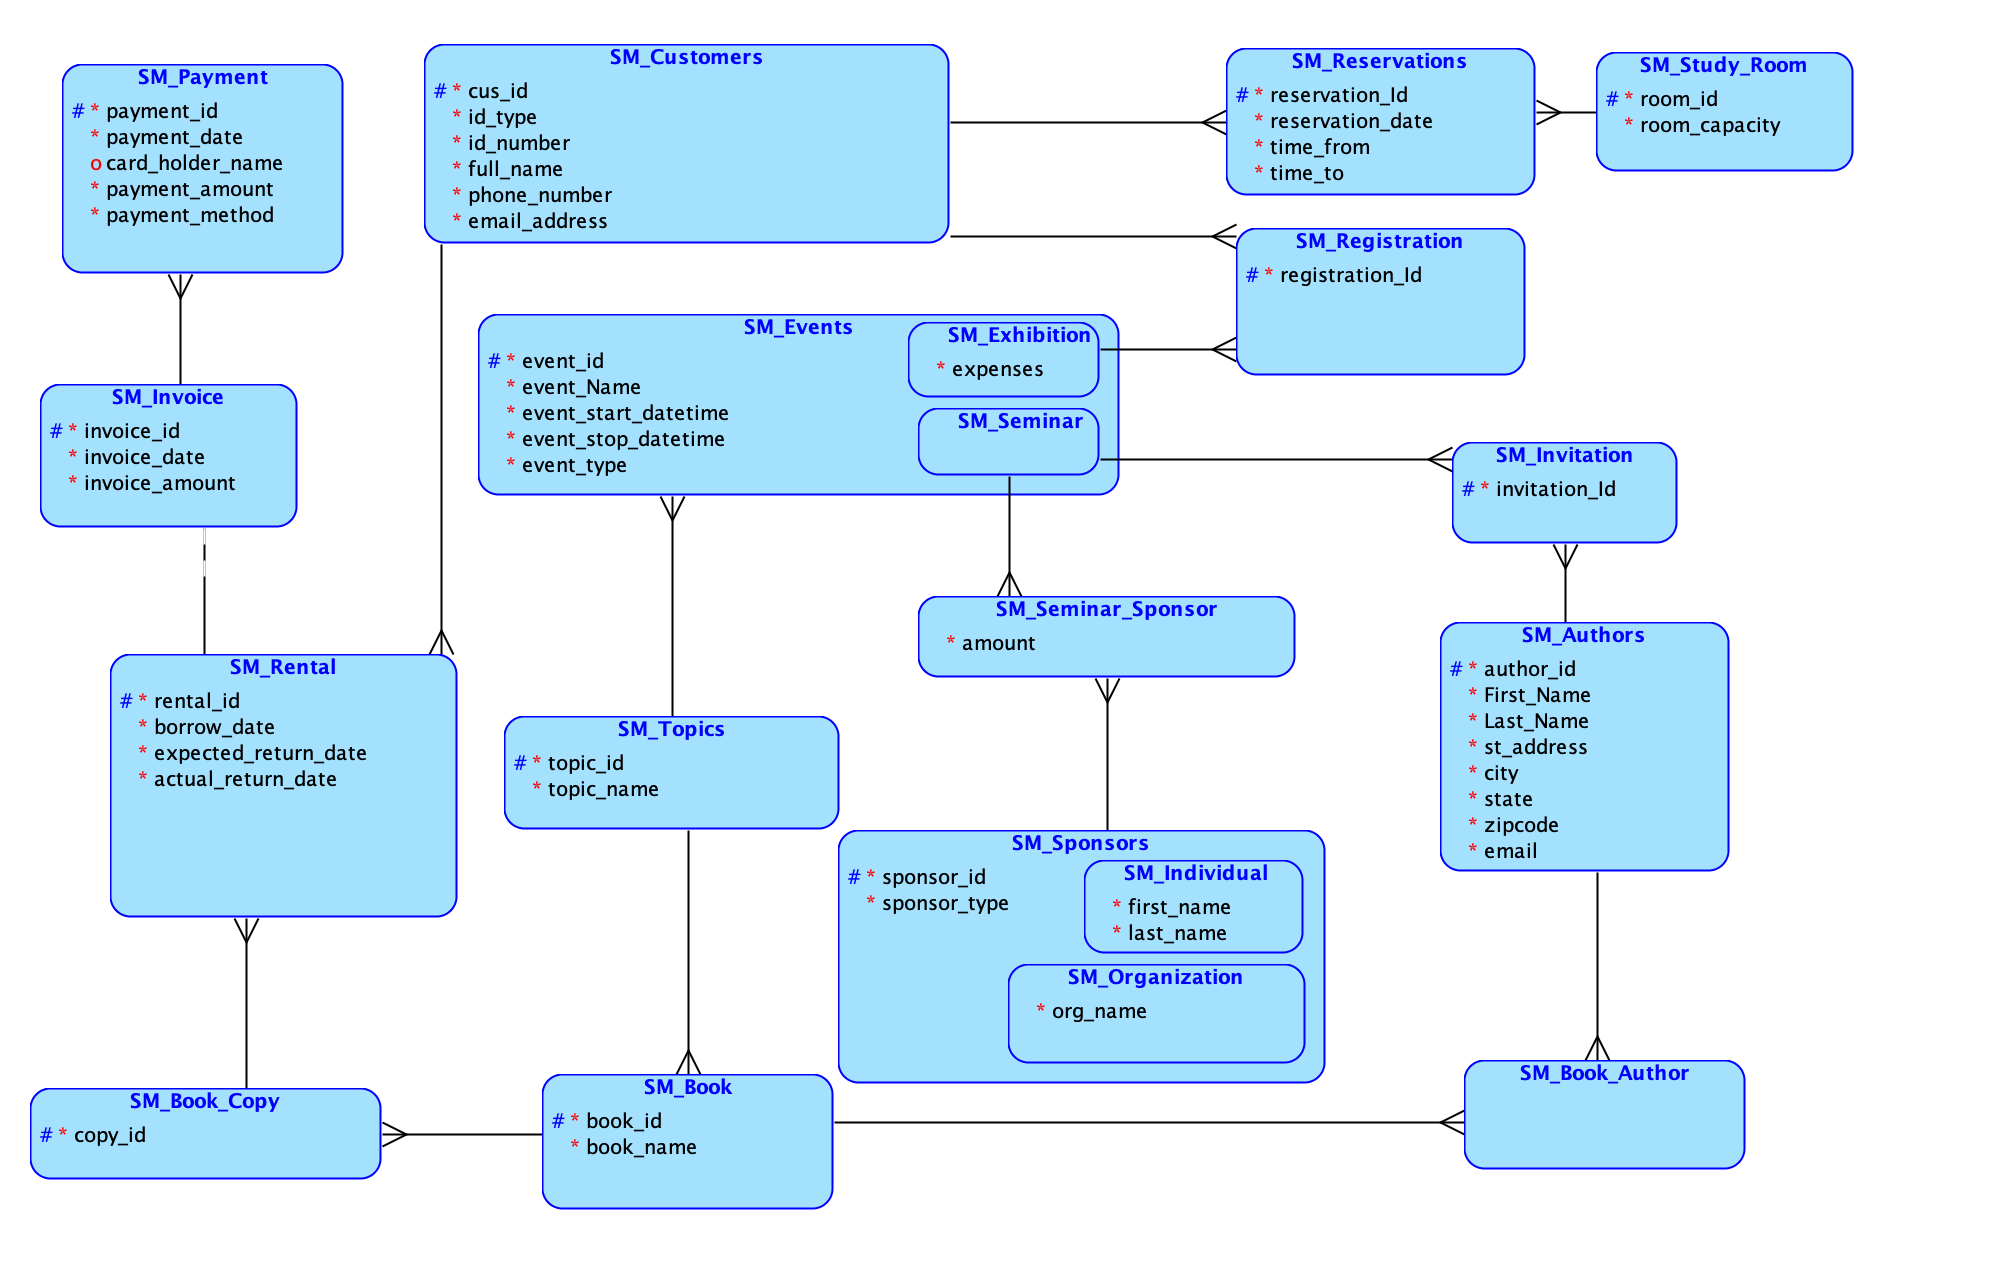 SM_Payment
# * payment_id
* payment_date
o card_holder_name
* payment_amount
* payment_method
SM_Customers
# * cus_id
* id_type
* id_number
* full_name
* phone_number
* email_address
SM_Reservations
# * reservation_Id
* reservation_date
* time_from
* time_to
SM_Study_Room
# * room_id
* room_capacity
SM_Registration
# * registration_Id
SM_Events
# * event_id
* event_Name
* event_start_datetime
* event_stop_datetime
* event_type
SM_Exhibition
* expenses
SM_Seminar
SM_Invoice
# * invoice_id
* invoice_date
* invoice_amount
SM_Invitation
# * invitation_Id
SM_Seminar_Sponsor
* amount
SM_Authors
# * author_id
* First_Name
* Last_Name
* st_address
* city
* state
* zipcode
* email
SM_Rental
# * rental_id
* borrow_date
* expected_return_date
* actual_return_date
SM_Topics
# * topic_id
* topic_name
SM_Sponsors
# * sponsor_id
* sponsor_type
SM_Individual
* first_name
* last_name
SM_Organization
* org_name
SM_Book_Copy
# * copy_id
SM_Book
# * book_id
* book_name
SM_Book_Author